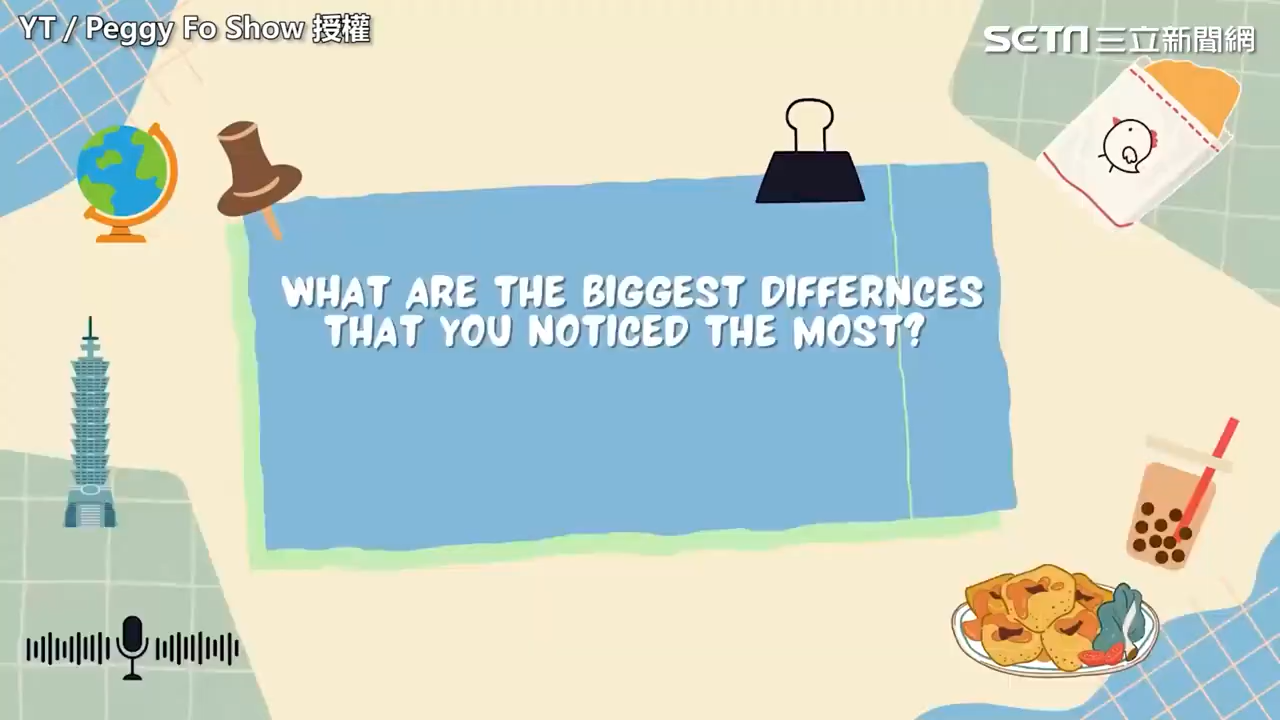 YT / Peggy Fo Show 授權
SETN三立新聞網
WHAT ARE THE BIGGEST DIFFERNCES
THAT YOU NOTICED THE MOST?